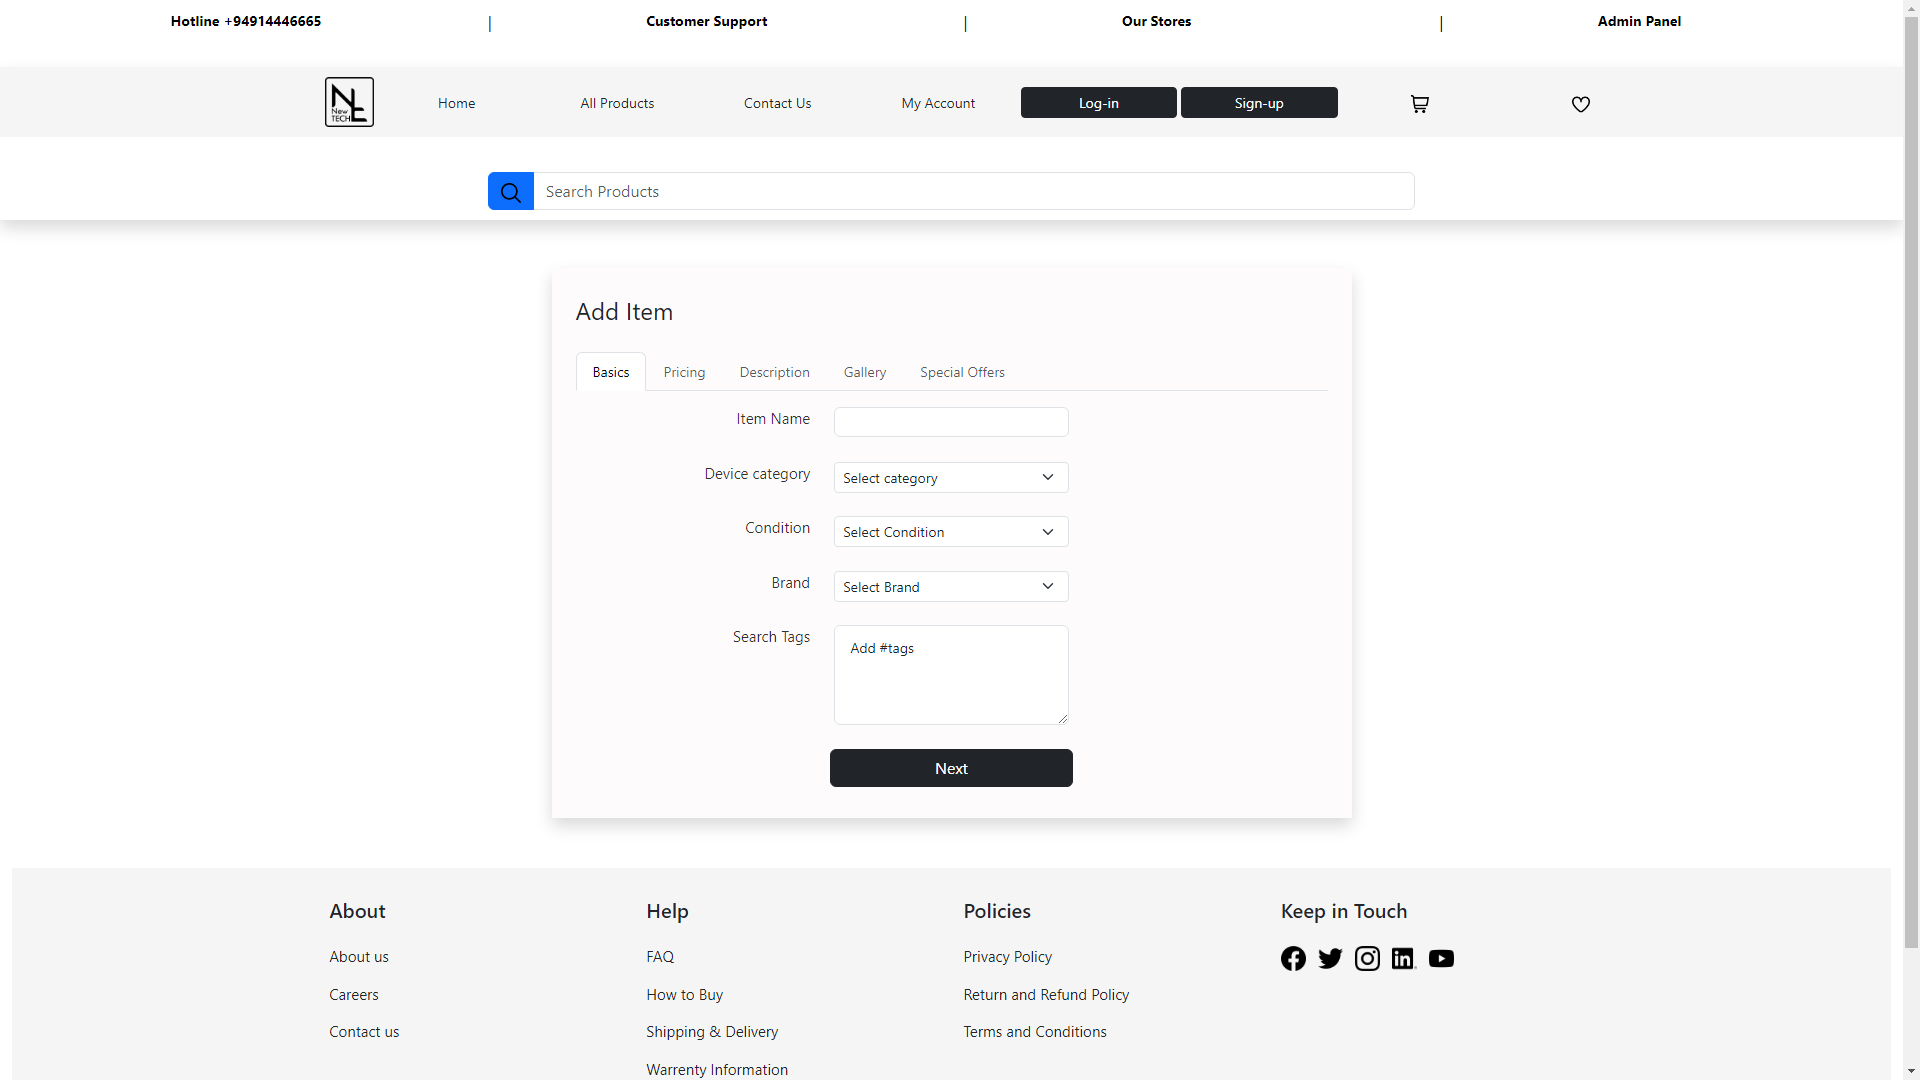 Hotline +94914446665 | Customer Support | Our Stores | Admin Panel
New TECH
Home All Products Contact Us My Account Log-in Sign-up
Search Products
Add Item
Basics Pricing Description Gallery Special Offers
Item Name
Device category Select category
Condition Select Condition
Brand Select Brand
Search Tags Add #tags
Next
About Help Policies Keep in Touch
About us FAQ Privacy Policy
Careers How to Buy Return and Refund Policy
Contact us Shipping & Delivery Terms and Conditions
Warrenty Information